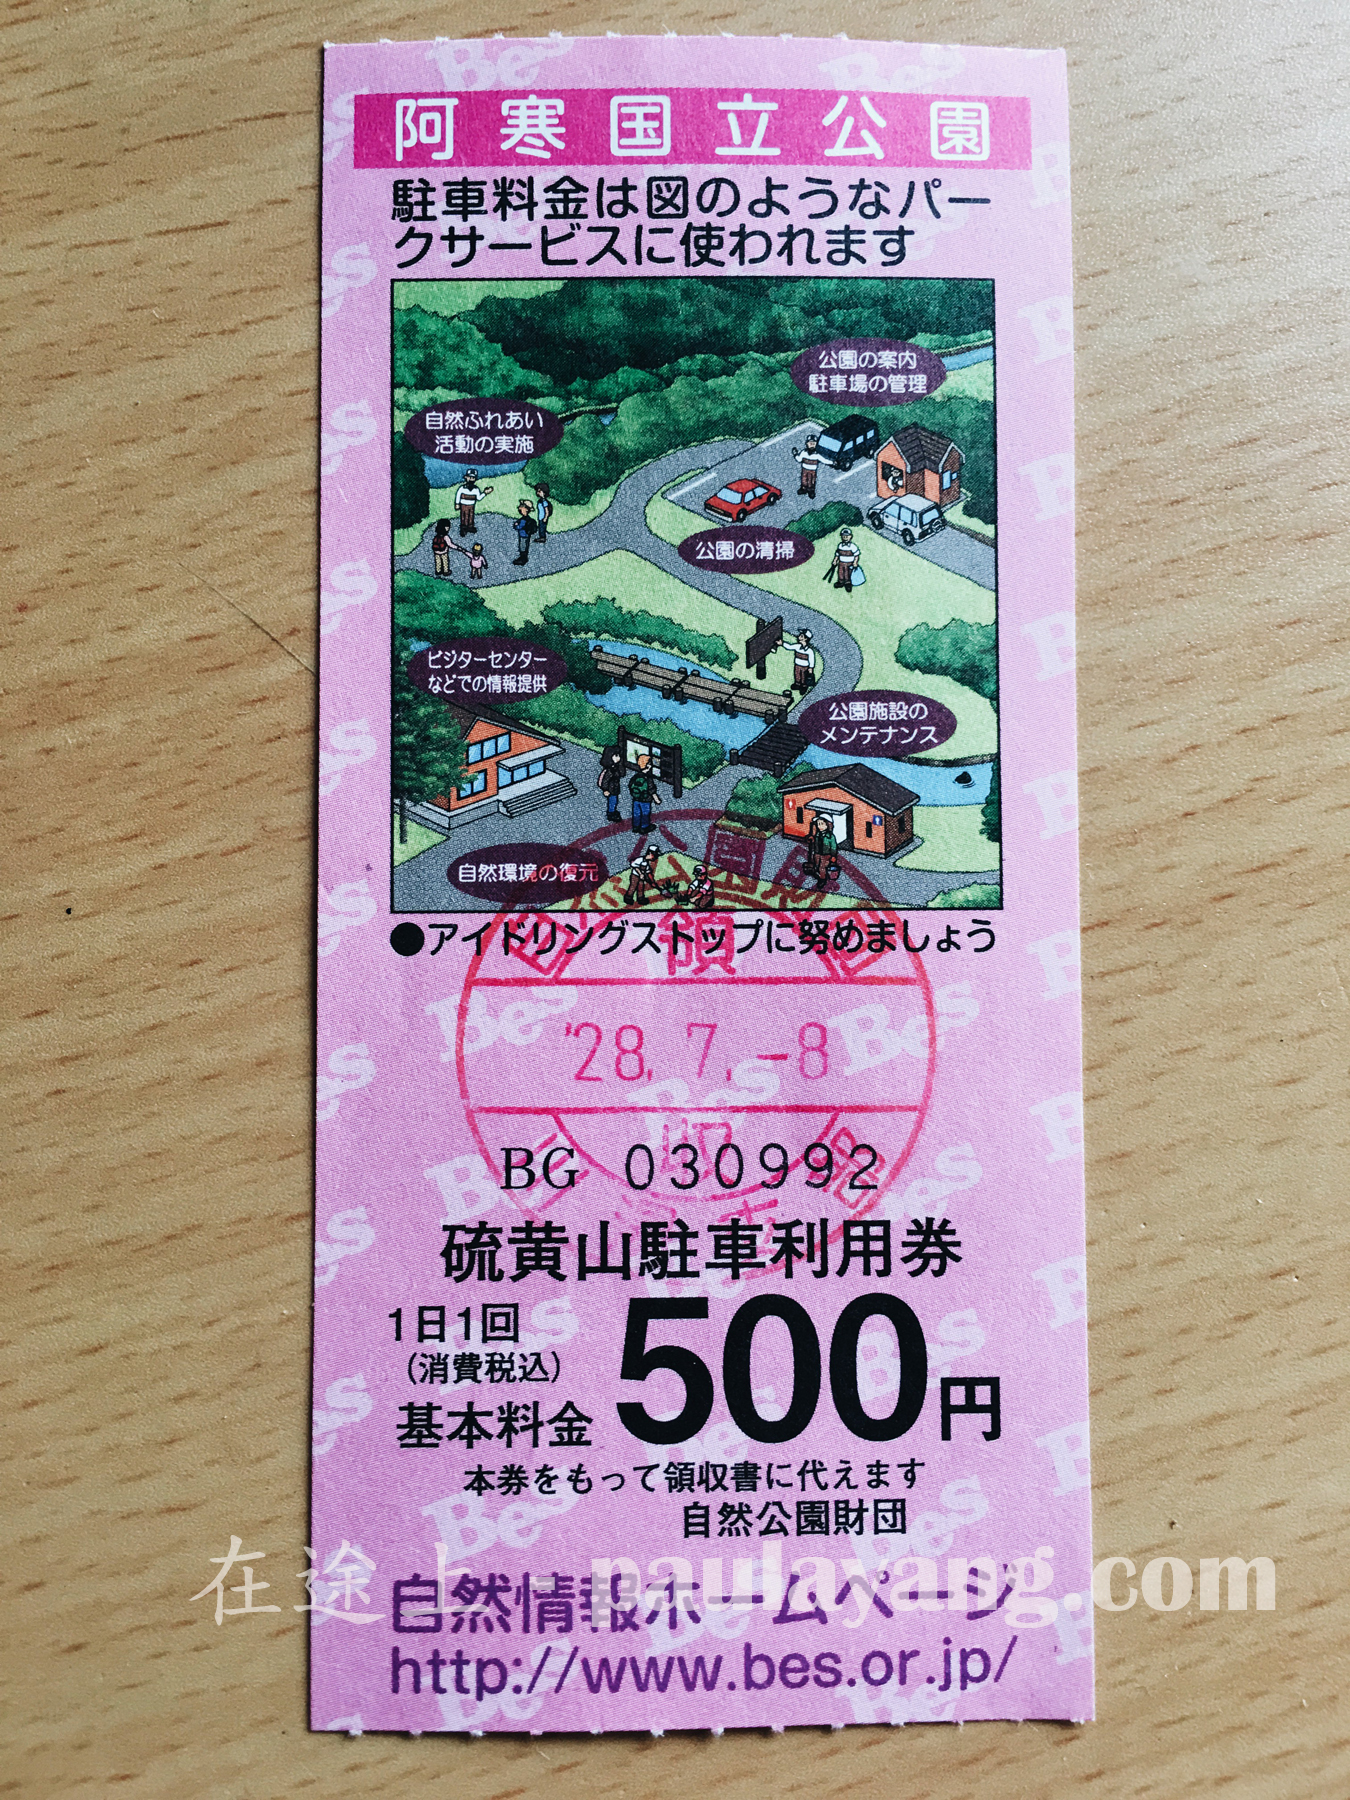 阿寒国立公園
駐車料金は図のようなパー
クサービスに使われます
公園の案内
駐車場の管理
自然ふれあい
活動の実施
公園の清掃
ビジターセンター
などでの情報提供
公園施設の
メンテナンス
自然環境の復元
●アイドリングストップに努めましょう
領
'28.7.-8
収
BG 030992
硫黄山駐車利用券
1日1回
(消費税込)
基本料金 500円
本券をもって領収書に代えます
自然公園財団
在途上 paulayang.com
自然情報ホームページ
http://www.bes.or.jp/
Bes